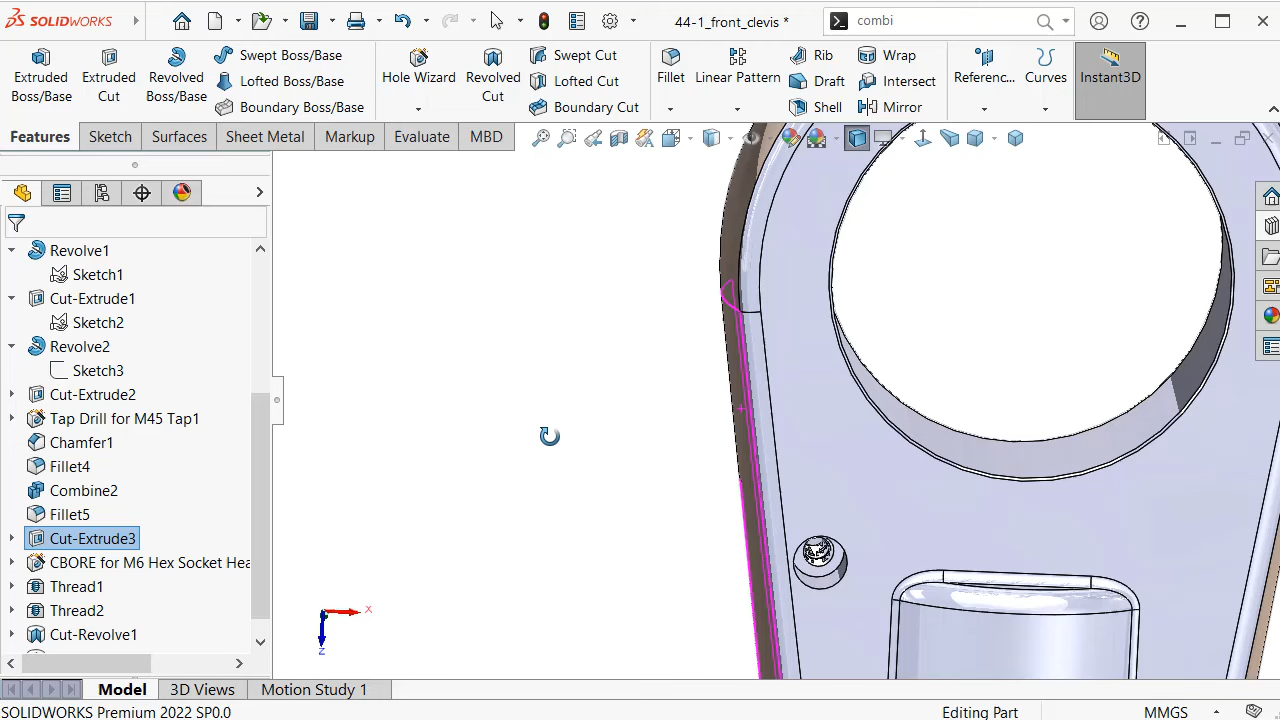 SOLIDWORKS
44-1_front_clevis *
combi
Extruded Boss/Base
Extruded Cut
Revolved Boss/Base
Swept Boss/Base
Lofted Boss/Base
Boundary Boss/Base
Hole Wizard
Revolved Cut
Swept Cut
Lofted Cut
Boundary Cut
Fillet
Linear Pattern
Rib
Draft
Shell
Wrap
Intersect
Mirror
Referenc...
Curves
Instant3D
Features
Sketch
Surfaces
Sheet Metal
Markup
Evaluate
MBD
Revolve1
Sketch1
Cut-Extrude1
Sketch2
Revolve2
Sketch3
Cut-Extrude2
Tap Drill for M45 Tap1
Chamfer1
Fillet4
Combine2
Fillet5
Cut-Extrude3
CBORE for M6 Hex Socket Hea
Thread1
Thread2
Cut-Revolve1
X
Z
Model
3D Views
Motion Study 1
SOLIDWORKS Premium 2022 SP0.0
Editing Part
MMGS